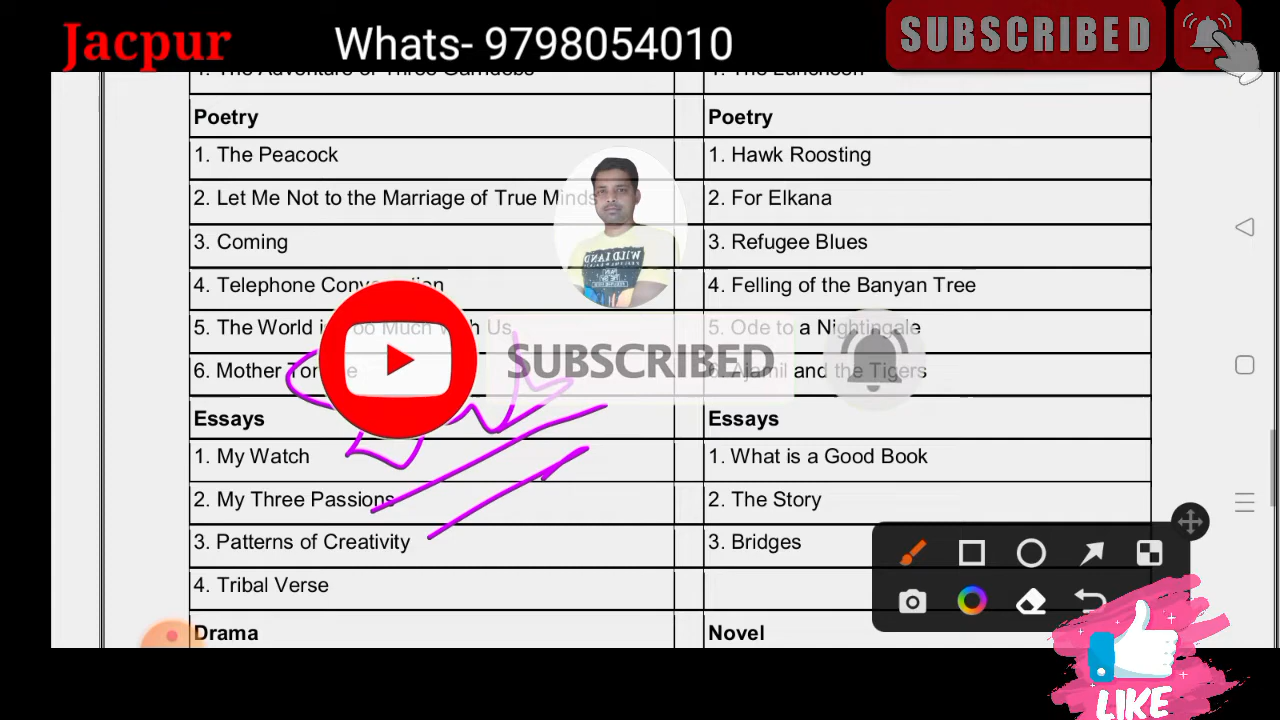 Jacpur Whats- 9798054010 SUBSCRIBED
Poetry Poetry
1. The Peacock 1. Hawk Roosting
2. Let Me Not to the Marriage of True Minds 2. For Elkana
3. Coming 3. Refugee Blues
4. Telephone 4. Felling of the Banyan Tree
5. The World Too Much With Us 5. Ode to a Nightingale
SUBSCRIBED
6. Mother 6. Ajamil and the Tigers
Essays Essays
1. My Watch 1. What is a Good Book
2. My Three Passions 2. The Story
3. Patterns of Creativity 3. Bridges
4. Tribal Verse
Drama Novel
LIKE